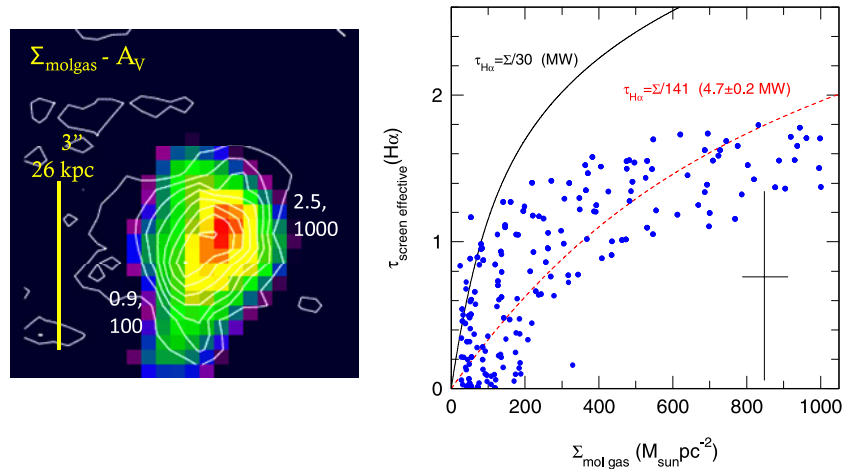 Σmolgas - AV
3”
26 kpc
2.5,
1000
0.9,
100
τHα=Σ/30 (MW)
τHα=Σ/141 (4.7±0.2 MW)
τscreen effective(Hα)
2
1
0
0 200 400 600 800 1000
Σmol gas (Msunpc-2)